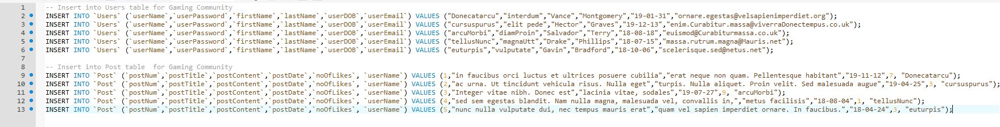 1 -- Insert into Users table for Gaming Community
2 INSERT INTO `Users` (`userName`,`userPassword`,`firstName`,`lastName`,`userDOB`,`userEmail`) VALUES ("Donecatarcu","interdum","Vance","Montgomery","19-01-31","ornare.egestas@velsapienimperdiet.org");
3 INSERT INTO `Users` (`userName`,`userPassword`,`firstName`,`lastName`,`userDOB`,`userEmail`) VALUES ("cursuspurus","elit pede","Hector","Graves","19-12-13","enim.Curabitur.massa@viverraDonectempus.co.uk");
4 INSERT INTO `Users` (`userName`,`userPassword`,`firstName`,`lastName`,`userDOB`,`userEmail`) VALUES ("arcuMorbi","diamProin","Salvador","Terry","18-08-18","euismod@Curabiturmassa.co.uk");
5 INSERT INTO `Users` (`userName`,`userPassword`,`firstName`,`lastName`,`userDOB`,`userEmail`) VALUES ("tellusNunc","magnaUtt","Drake","Phillips","18-07-15","massa.rutrum.magna@Mauris.net");
6 INSERT INTO `Users` (`userName`,`userPassword`,`firstName`,`lastName`,`userDOB`,`userEmail`) VALUES ("euturpis","vulputate","Gavin","Bradford","18-10-06","scelerisque.sed@netus.net");
7
8 -- Insert into Post table  for Gaming Community
9 INSERT INTO `Post` (`postNum`,`postTitle`,`postContent`,`postDate`,`noOfLikes`, `userName`) VALUES (1,"in faucibus orci luctus et ultrices posuere cubilia","erat neque non quam. Pellentesque habitant","19-11-12",7, "Donecatarcu");
10 INSERT INTO `Post` (`postNum`,`postTitle`,`postContent`,`postDate`,`noOfLikes`, `userName`) VALUES (2,"ac urna. Ut tincidunt vehicula risus. Nulla eget","turpis. Nulla aliquet. Proin velit. Sed malesuada augue","19-04-25",3, "cursuspurus");
11 INSERT INTO `Post` (`postNum`,`postTitle`,`postContent`,`postDate`,`noOfLikes`, `userName`) VALUES (3,"Integer vitae nibh. Donec est","lacinia vitae, sodales","19-07-27",9, "arcuMorbi");
12 INSERT INTO `Post` (`postNum`,`postTitle`,`postContent`,`postDate`,`noOfLikes`, `userName`) VALUES (4,"sed sem egestas blandit. Nam nulla magna, malesuada vel, convallis in,","metus facilisis","18-08-04",1, "tellusNunc");
13 INSERT INTO `Post` (`postNum`,`postTitle`,`postContent`,`postDate`,`noOfLikes`, `userName`) VALUES (5,"nunc nulla vulputate dui, nec tempus mauris erat","quam vel sapien imperdiet ornare. In faucibus.","18-04-24",3, "euturpis");